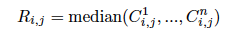 R_{i,j} = median(C^1_{i,j}, ..., C^n_{i,j})